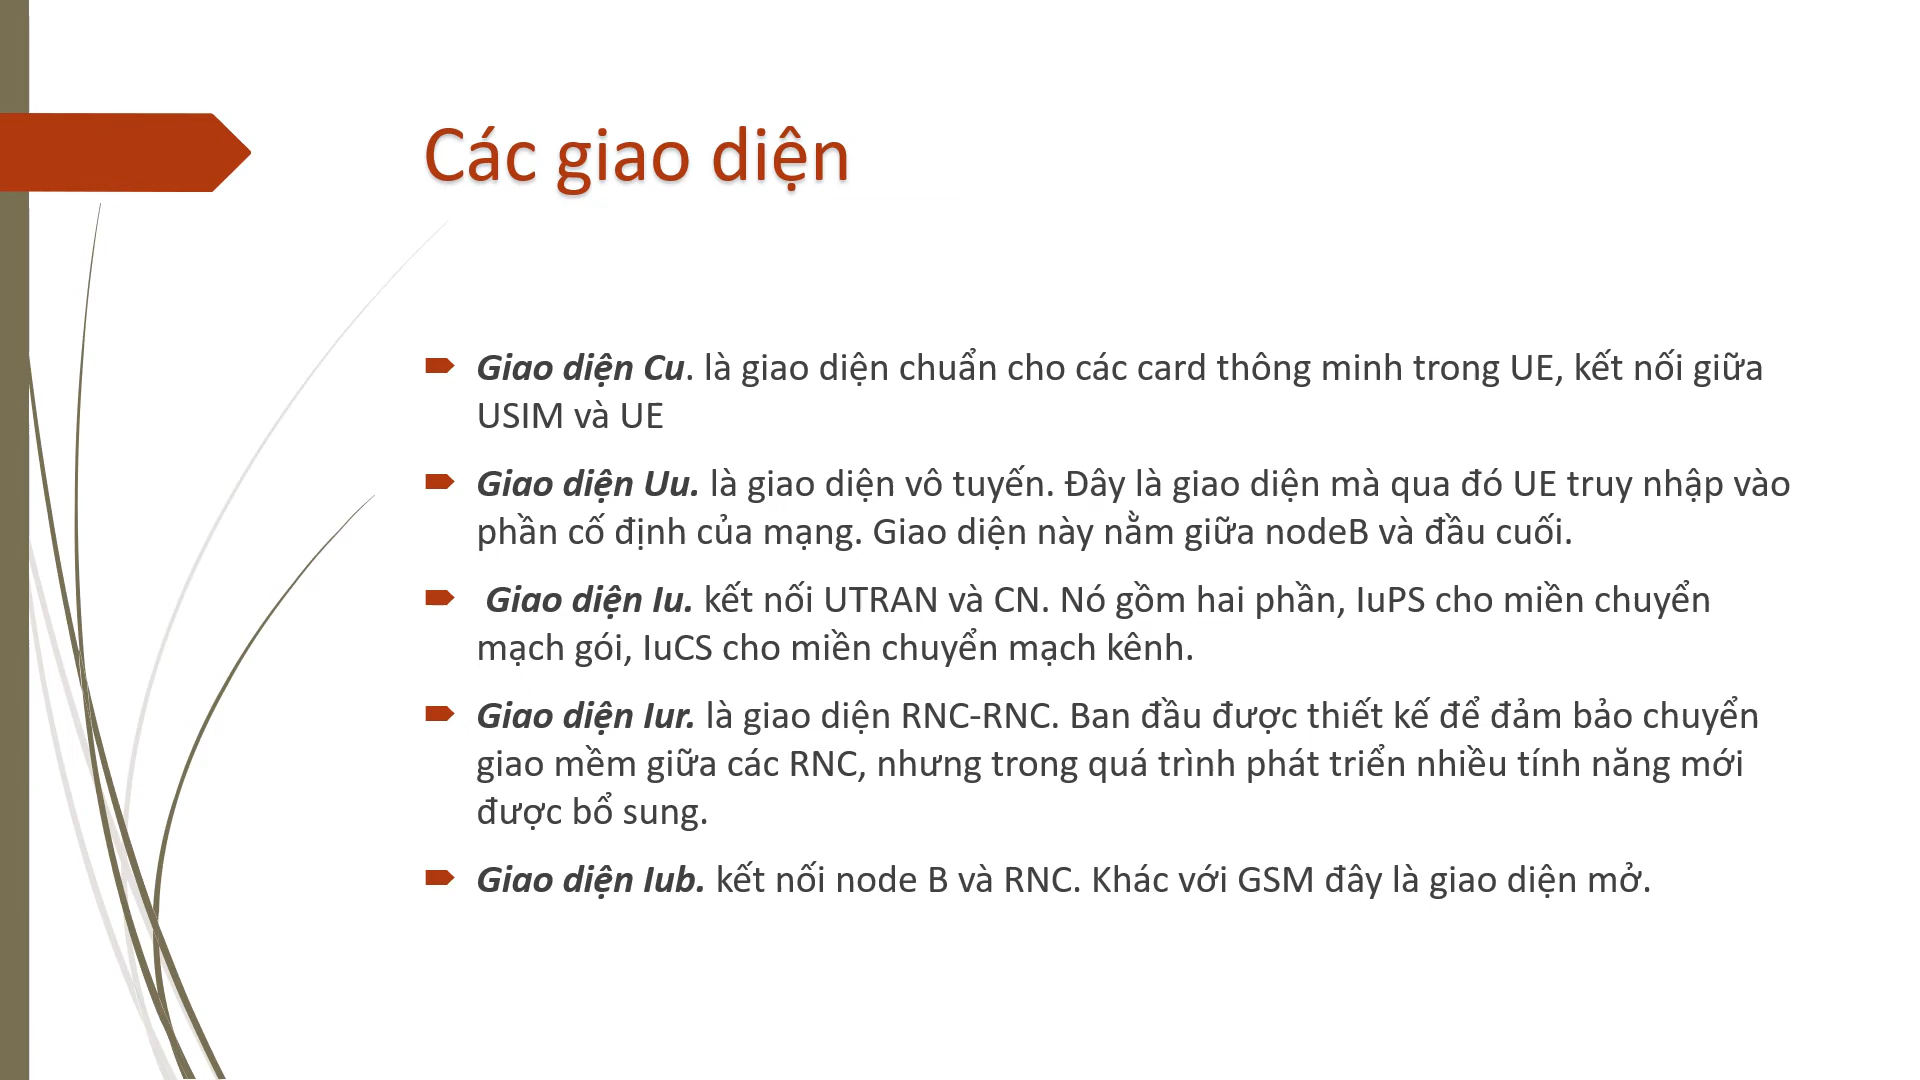 Các giao diện
Giao diện Cu. là giao diện chuẩn cho các card thông minh trong UE, kết nối giữa
USIM và UE
Giao diện Uu. là giao diện vô tuyến. Đây là giao diện mà qua đó UE truy nhập vào
phần cố định của mạng. Giao diện này nằm giữa nodeB và đầu cuối.
Giao diện Iu. kết nối UTRAN và CN. Nó gồm hai phần, IuPS cho miền chuyển
mạch gói, IuCS cho miền chuyển mạch kênh.
Giao diện Iur. là giao diện RNC-RNC. Ban đầu được thiết kế để đảm bảo chuyển
giao mềm giữa các RNC, nhưng trong quá trình phát triển nhiều tính năng mới
được bổ sung.
Giao diện Iub. kết nối node B và RNC. Khác với GSM đây là giao diện mở.